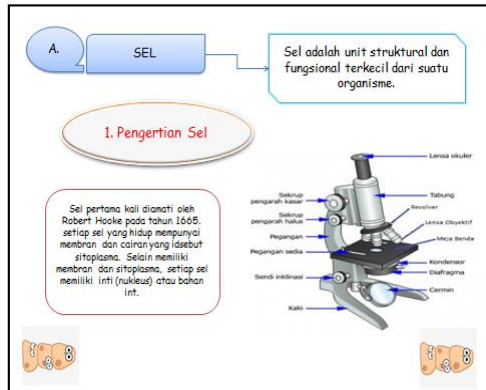 A.
SEL
Sel adalah unit struktural dan
fungsional terkecil dari suatu
organisme.
1. Pengertian Sel
Sel pertama kali diamati oleh
Robert Hooke pada tahun 1665.
setiap sel yang hidup mempunyai
membran dan cairan yang idsebut
sitoplasma. Selain memiliki
membran dan sitoplasma, setiap sel
memiliki inti (nukleus) atau bahan
int.
Lensa okuler
Sekrup
pengarah kasar
Tabung
Revolver
Sekrup
pengarah halus
Lensa Obyektif
Pegangan
Meja Benda
Pegangan sedia
Kondensor
Diafragma
Sendi inklinasi
Cermin
Kaki